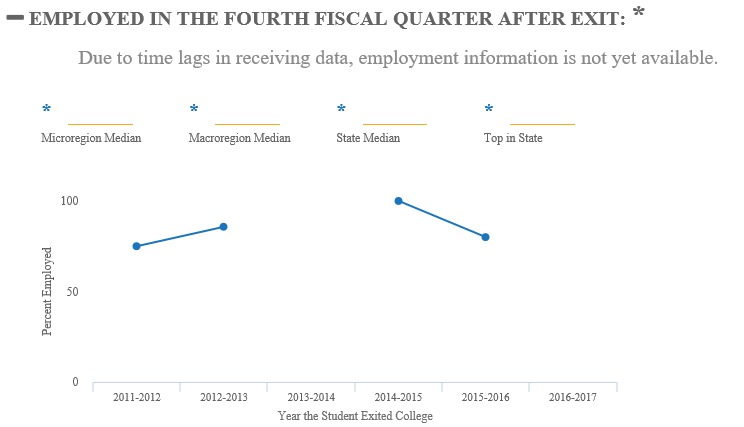 EMPLOYED IN THE FOURTH FISCAL QUARTER AFTER EXIT: *
Due to time lags in receiving data, employment information is not yet available.
* * * *
Microregion Median Macroregion Median State Median Top in State
100
50
0
Percent Employed
2011-2012 2012-2013 2013-2014 2014-2015 2015-2016 2016-2017
Year the Student Exited College